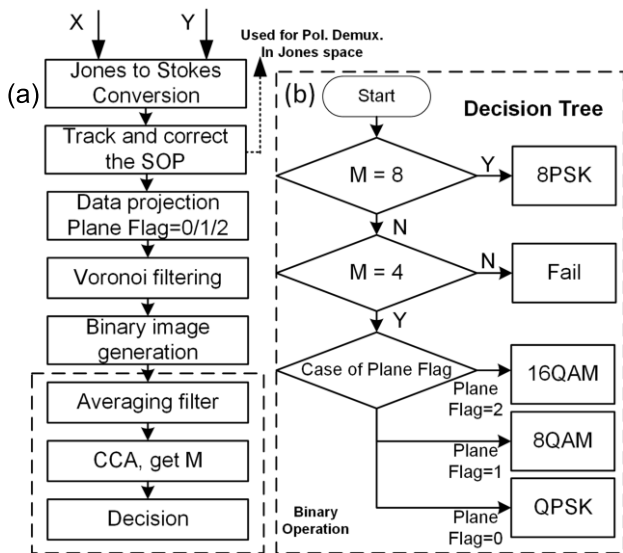 X
Y
Used for Pol. Demux.
In Jones space
(a)
Jones to Stokes
Conversion
Track and correct
the SOP
Data projection
Plane Flag=0/1/2
Voronoi filtering
Binary image
generation
Averaging filter
CCA, get M
Decision
(b)
Start
Decision Tree
M = 8
Y
8PSK
N
M = 4
N
Fail
Y
Case of Plane Flag
Plane
Flag=2
16QAM
Plane
Flag=1
8QAM
Plane
Flag=0
QPSK
Binary
Operation